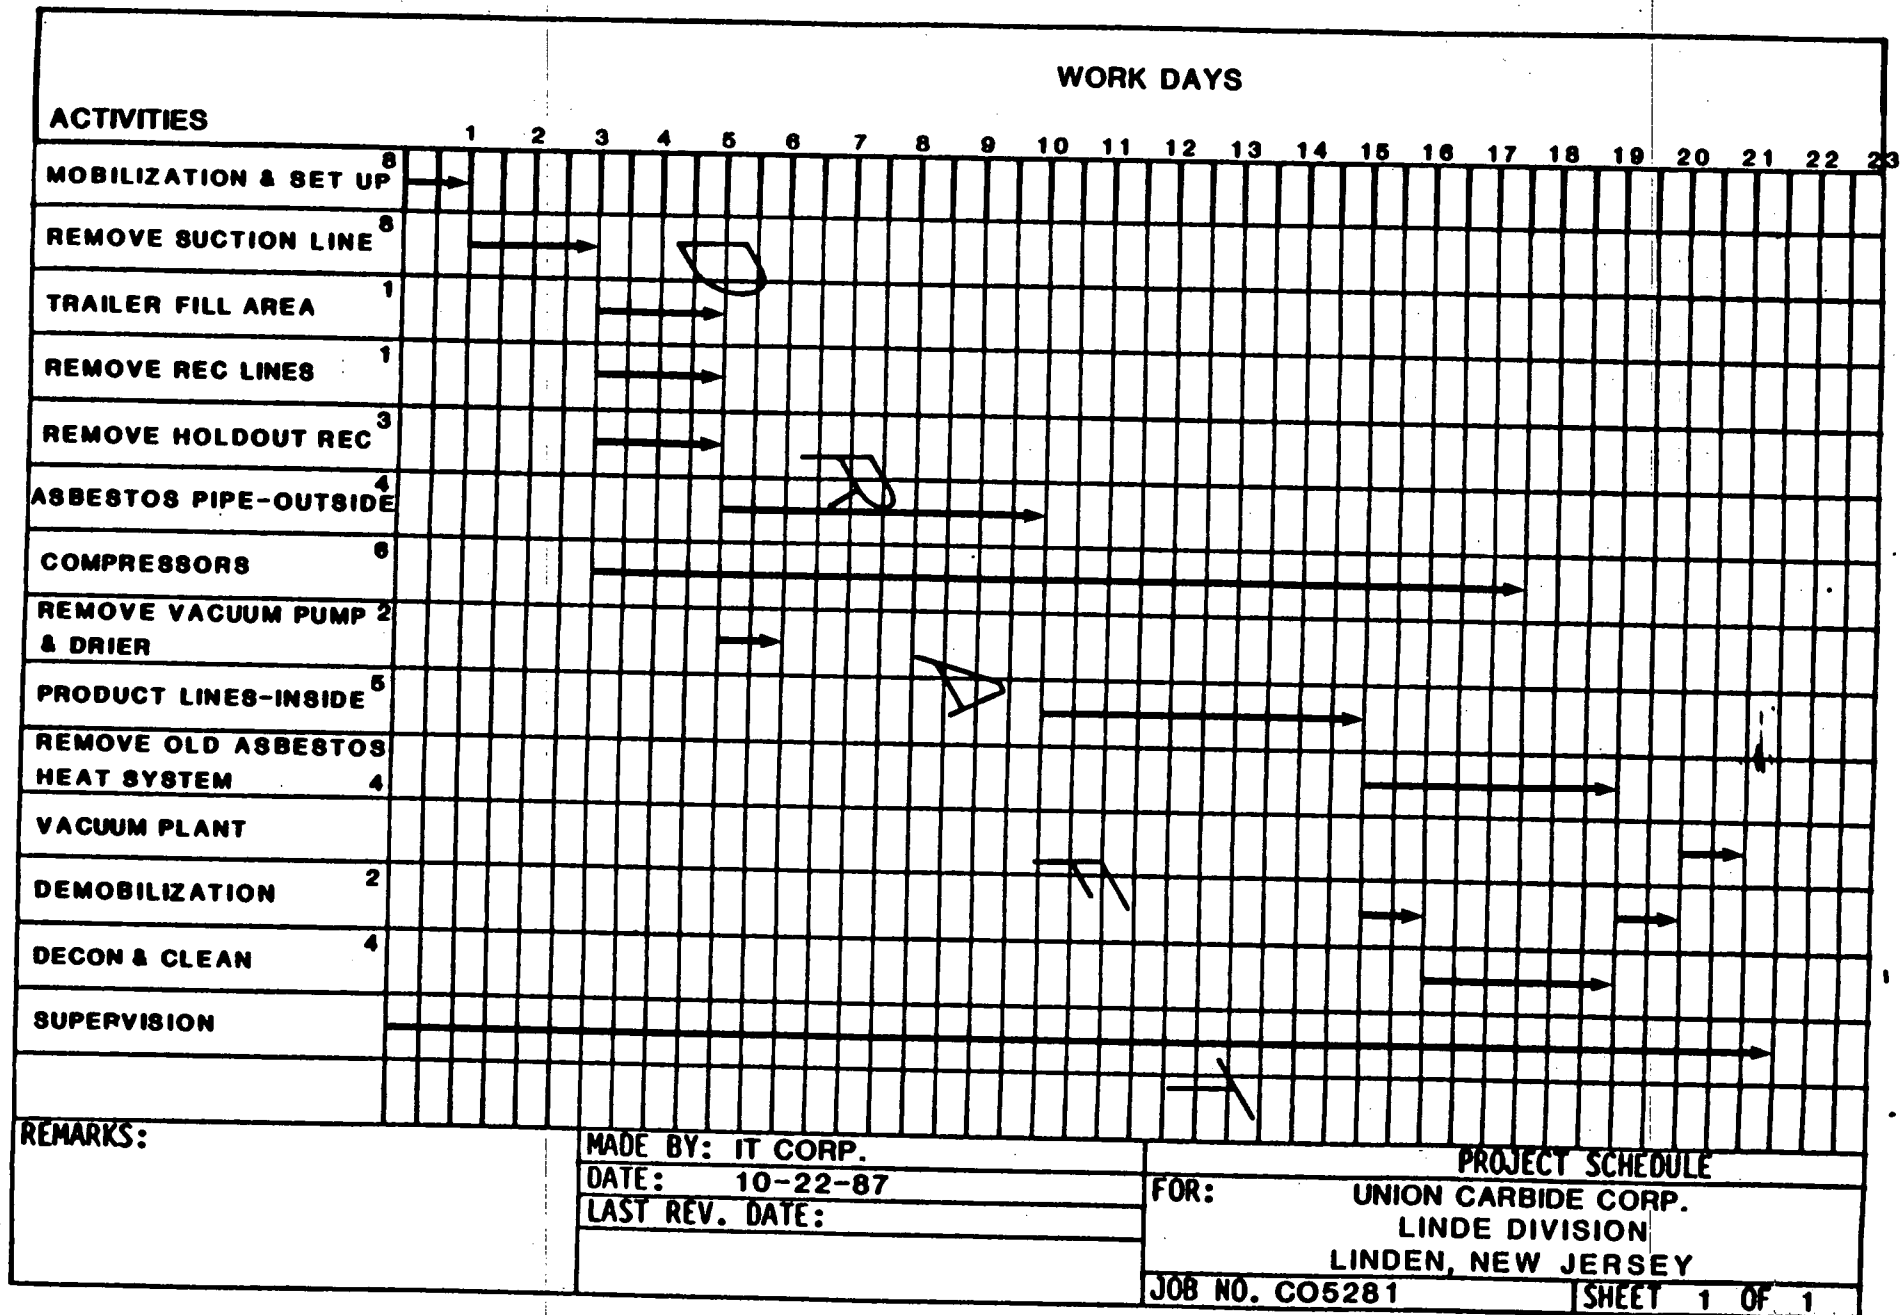 WORK DAYS
ACTIVITIES
1 2 3 4 5 6 7 8 9 10 11 12 13 14 15 16 17 18 19 20 21 22 23
MOBILIZATION & SET UP 8
REMOVE SUCTION LINE 8
TRAILER FILL AREA 1
REMOVE REC LINES 1
REMOVE HOLDOUT REC 3
ASBESTOS PIPE-OUTSIDE 4
COMPRESSORS 6
REMOVE VACUUM PUMP 2
& DRIER
PRODUCT LINES-INSIDE 5
REMOVE OLD ASBESTOS
HEAT SYSTEM 4
VACUUM PLANT
DEMOBILIZATION 2
DECON & CLEAN 4
SUPERVISION
REMARKS:
MADE BY: IT CORP.
DATE: 10-22-87
LAST REV. DATE:
PROJECT SCHEDULE
FOR: UNION CARBIDE CORP.
LINDE DIVISION
LINDEN, NEW JERSEY
JOB NO. CO5281
SHEET 1 OF 1